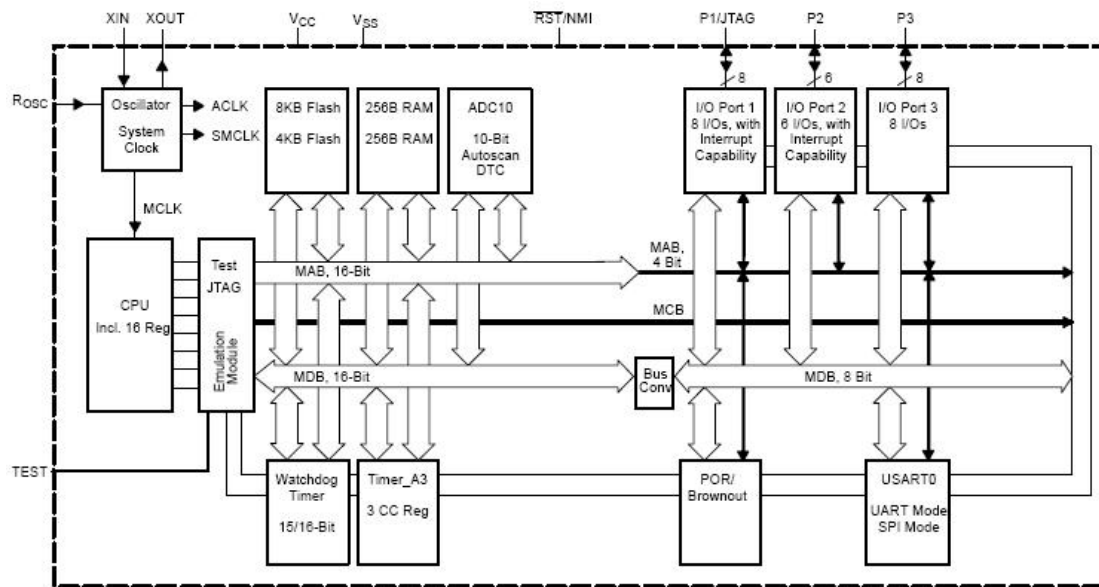 XIN XOUT VCC VSS RST/NMI P1/JTAG P2 P3
8 6 8
ROSC
Oscillator
System
Clock
ACLK
SMCLK
8KB Flash
4KB Flash
256B RAM
256B RAM
ADC10
10-Bit
Autoscan
DTC
I/O Port 1
8 I/Os, with
Interrupt
Capability
I/O Port 2
6 I/Os, with
Interrupt
Capability
I/O Port 3
8 I/Os
MCLK
CPU
Incl. 16 Reg
Test
JTAG
Emulation
Module
MAB, 16-Bit
MAB,
4 Bit
MCB
MDB, 16-Bit
Bus
Conv
MDB, 8 Bit
TEST
Watchdog
Timer
15/16-Bit
Timer_A3
3 CC Reg
POR/
Brownout
USART0
UART Mode
SPI Mode